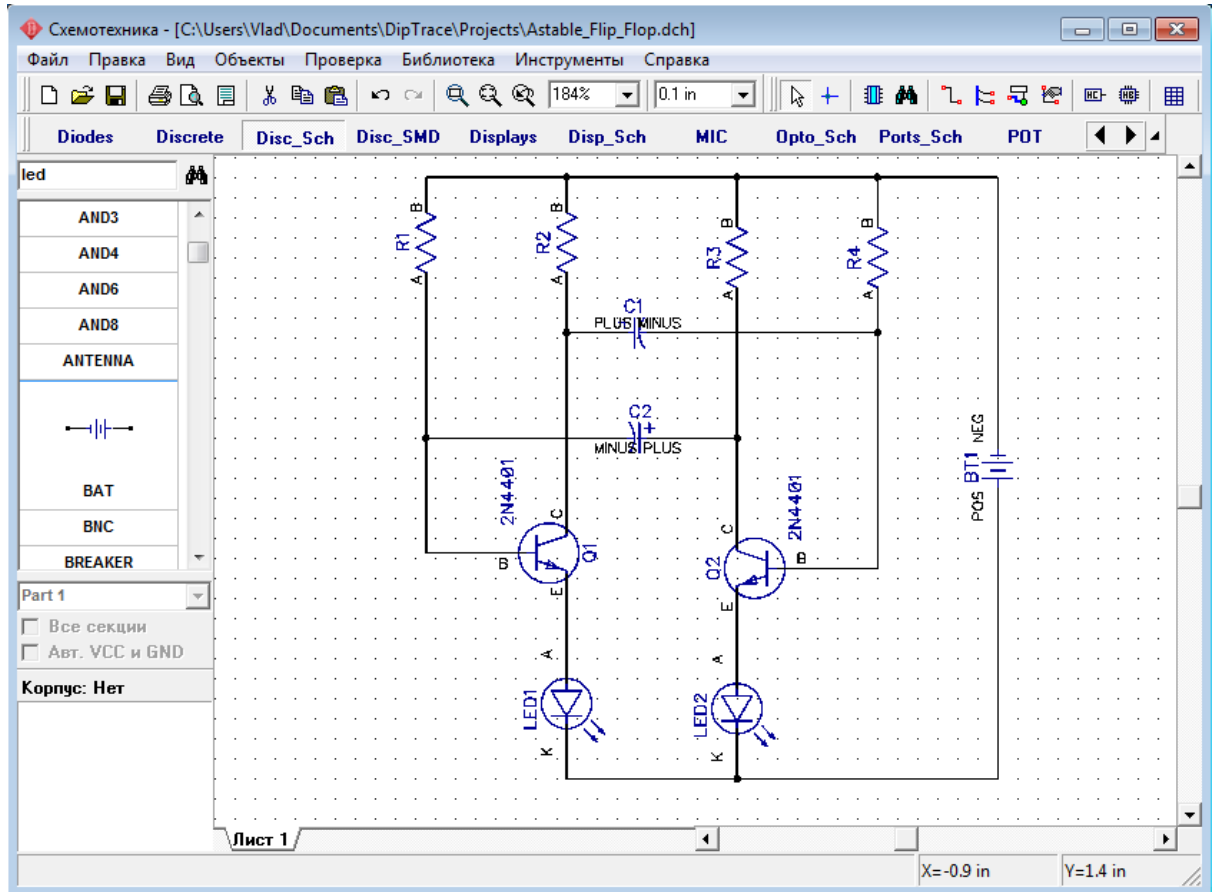 Схемотехника - [C:\Users\Vlad\Documents\DipTrace\Projects\Astable_Flip_Flop.dch]
Файл Правка Вид Объекты Проверка Библиотека Инструменты Справка
184% 0.1 in
Diodes Discrete Disc_Sch Disc_SMD Displays Disp_Sch MIC Opto_Sch Ports_Sch POT
led
AND3
AND4
AND6
AND8
ANTENNA
BAT
BNC
BREAKER
Part 1
Все секции
Авт. VCC и GND
Корпус: Нет
B B B B
R1 R2 R3 R4
A A A A
C1
PLUS MINUS
C2
+
MINUS PLUS
NEG
BT1
POS
2N4401 2N4401
C C
B Q1 Q2 B
E E
A A
LED1 LED2
K K
Лист 1
X=-0.9 in Y=1.4 in